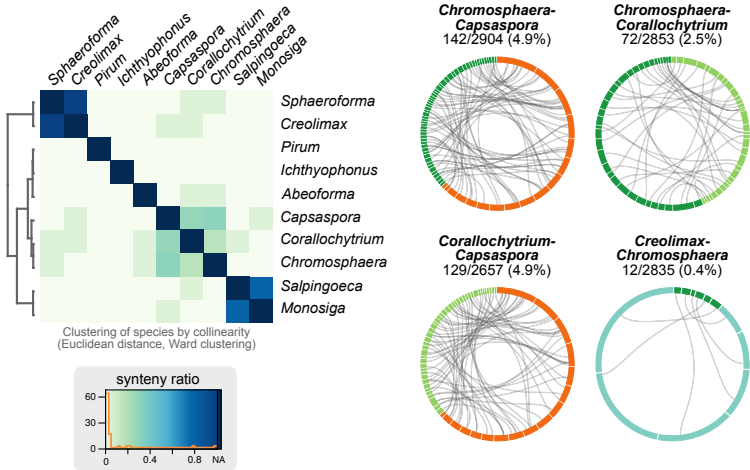 Sphaeroforma
Creolimax
Pirum
Ichthyophonus
Abeoforma
Capsaspora
Corallochytrium
Chromosphaera
Salpingoeca
Monosiga
Sphaeroforma
Creolimax
Pirum
Ichthyophonus
Abeoforma
Capsaspora
Corallochytrium
Chromosphaera
Salpingoeca
Monosiga
Clustering of species by collinearity
(Euclidean distance, Ward clustering)
synteny ratio
60
30
0
0
0.4
0.8
NA
Chromosphaera-
Capsaspora
142/2904 (4.9%)
Chromosphaera-
Corallochytrium
72/2853 (2.5%)
Corallochytrium-
Capsaspora
129/2657 (4.9%)
Creolimax-
Chromosphaera
12/2835 (0.4%)